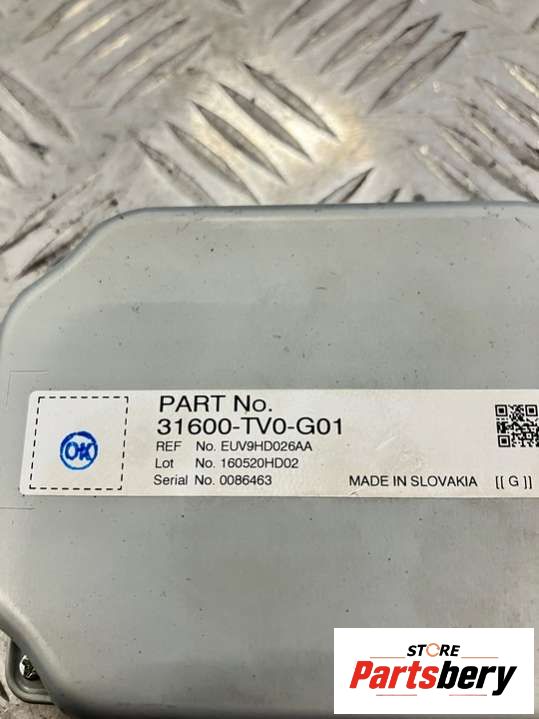 PART No.
31600-TV0-G01
OK
REF No. EUV9HD026AA
Lot No. 160520HD02
Serial No. 0086463
MADE IN SLOVAKIA [[ G ]]
STORE
Partsbery